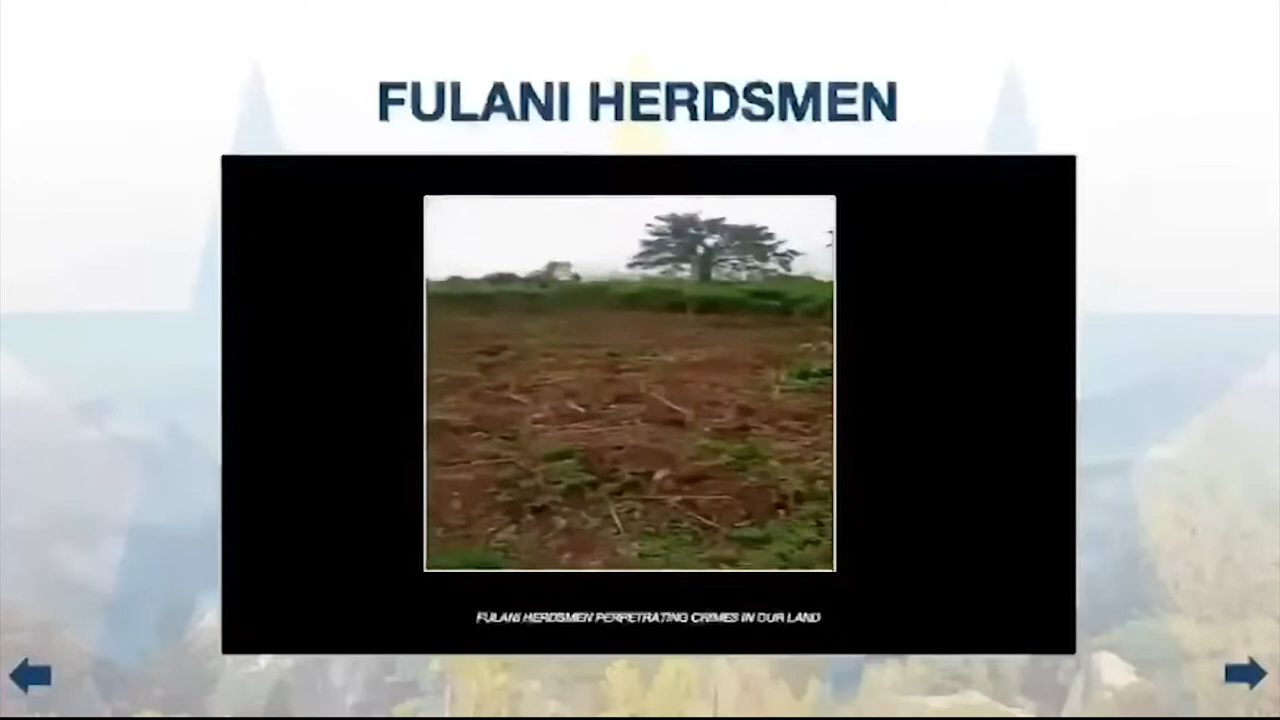 FULANI HERDSMEN
FULANI HERDSMEN PERPETRATING CRIMES IN OUR LAND